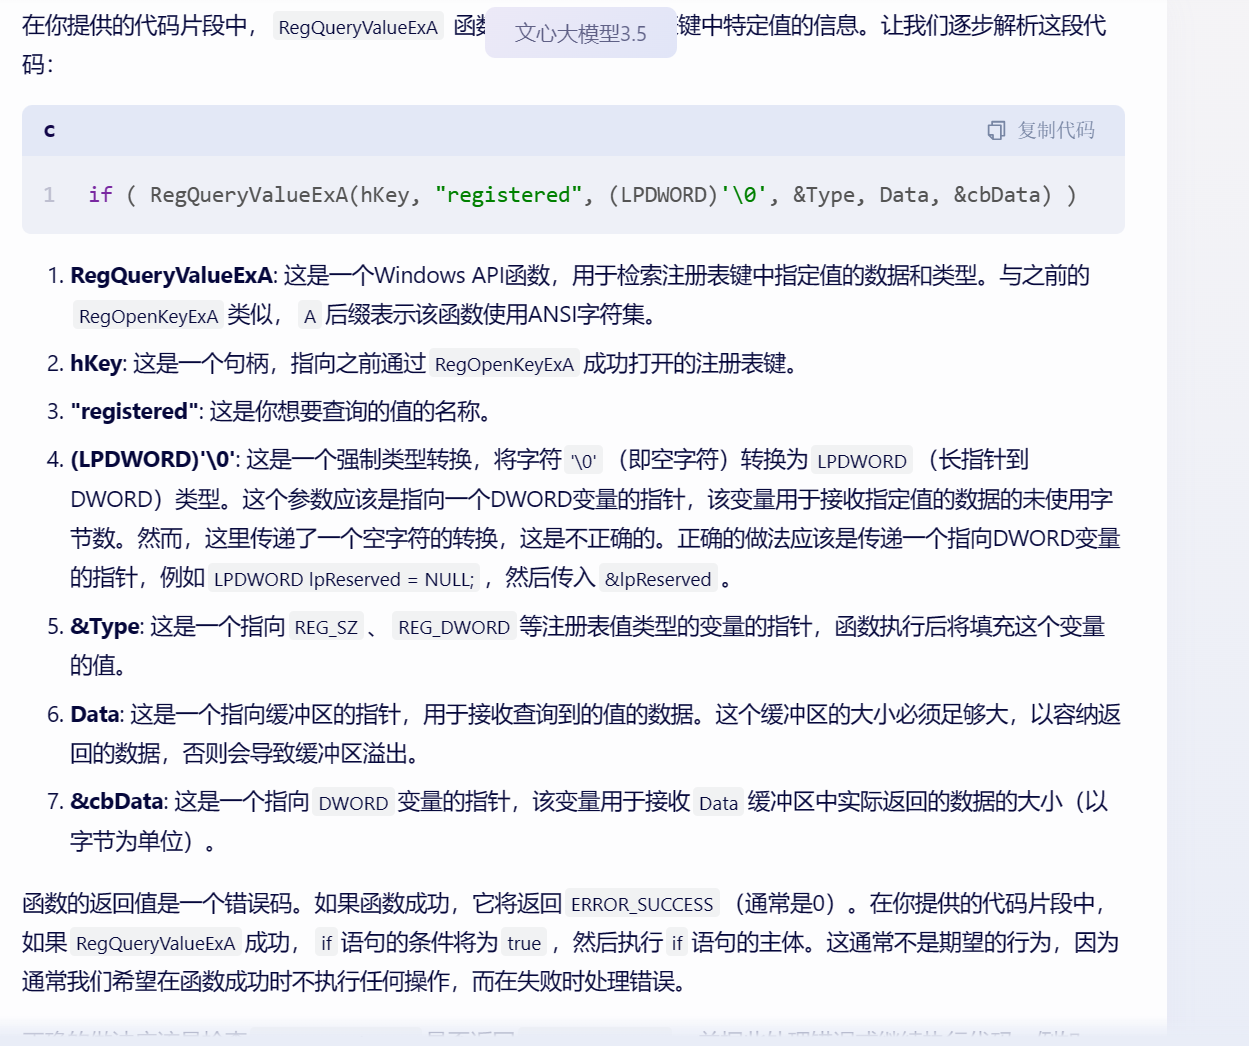 在你提供的代码片段中， RegQueryValueExA 函 文心大模型3.5 键中特定值的信息。让我们逐步解析这段代
码：
c 复制代码
1 if ( RegQueryValueExA(hKey, "registered", (LPDWORD)'\0', &Type, Data, &cbData) )
1. RegQueryValueExA: 这是一个Windows API函数，用于检索注册表键中指定值的数据和类型。与之前的
RegOpenKeyExA 类似， A 后缀表示该函数使用ANSI字符集。
2. hKey: 这是一个句柄，指向之前通过 RegOpenKeyExA 成功打开的注册表键。
3. "registered": 这是你想要查询的值的名称。
4. (LPDWORD)'\0': 这是一个强制类型转换，将字符 '\0' （即空字符）转换为 LPDWORD （长指针到
DWORD）类型。这个参数应该是指向一个DWORD变量的指针，该变量用于接收指定值的数据的未使用字
节数。然而，这里传递了一个空字符的转换，这是不正确的。正确的做法应该是传递一个指向DWORD变量
的指针，例如 LPDWORD lpReserved = NULL; ，然后传入 &lpReserved 。
5. &Type: 这是一个指向 REG_SZ 、 REG_DWORD 等注册表值类型的变量的指针，函数执行后将填充这个变量
的值。
6. Data: 这是一个指向缓冲区的指针，用于接收查询到的值的数据。这个缓冲区的大小必须足够大，以容纳返
回的数据，否则会导致缓冲区溢出。
7. &cbData: 这是一个指向 DWORD 变量的指针，该变量用于接收 Data 缓冲区中实际返回的数据的大小（以
字节为单位）。
函数的返回值是一个错误码。如果函数成功，它将返回 ERROR_SUCCESS （通常是0）。在你提供的代码片段中，
如果 RegQueryValueExA 成功， if 语句的条件将为 true ，然后执行 if 语句的主体。这通常不是期望的行为，因为
通常我们希望在函数成功时不执行任何操作，而在失败时处理错误。